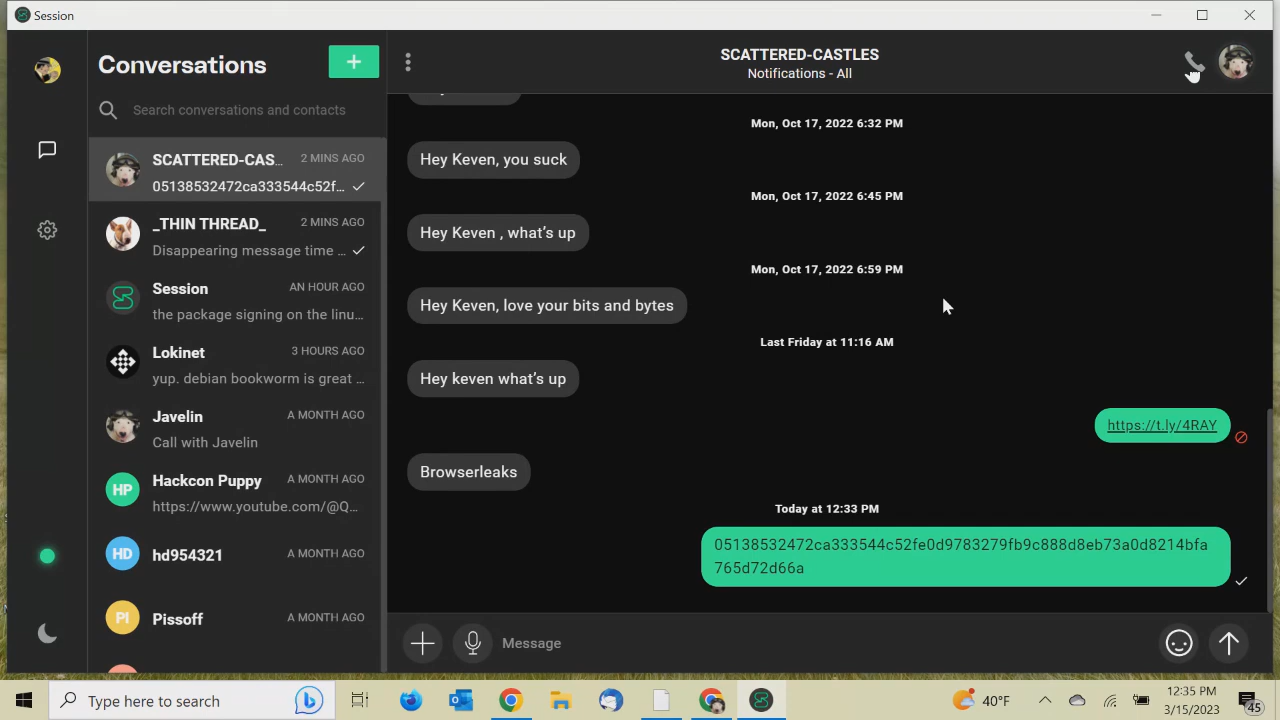 Session
Conversations
+
Search conversations and contacts
SCATTERED-CAS... 2 MINS AGO
05138532472ca333544c52f...
_THIN THREAD_ 2 MINS AGO
Disappearing message time ...
Session AN HOUR AGO
the package signing on the linu...
Lokinet 3 HOURS AGO
yup. debian bookworm is great ...
Javelin A MONTH AGO
Call with Javelin
HP Hackcon Puppy A MONTH AGO
https://www.youtube.com/@Q...
HD hd954321 A MONTH AGO
PI Pissoff A MONTH AGO
SCATTERED-CASTLES
Notifications - All
Mon, Oct 17, 2022 6:32 PM
Hey Keven, you suck
Mon, Oct 17, 2022 6:45 PM
Hey Keven , what's up
Mon, Oct 17, 2022 6:59 PM
Hey Keven, love your bits and bytes
Last Friday at 11:16 AM
Hey keven what's up
https://t.ly/4RAY
Browserleaks
Today at 12:33 PM
05138532472ca333544c52fe0d9783279fb9c888d8eb73a0d8214bfa
765d72d66a
Message
Type here to search
40°F
12:35 PM
3/15/2023
45